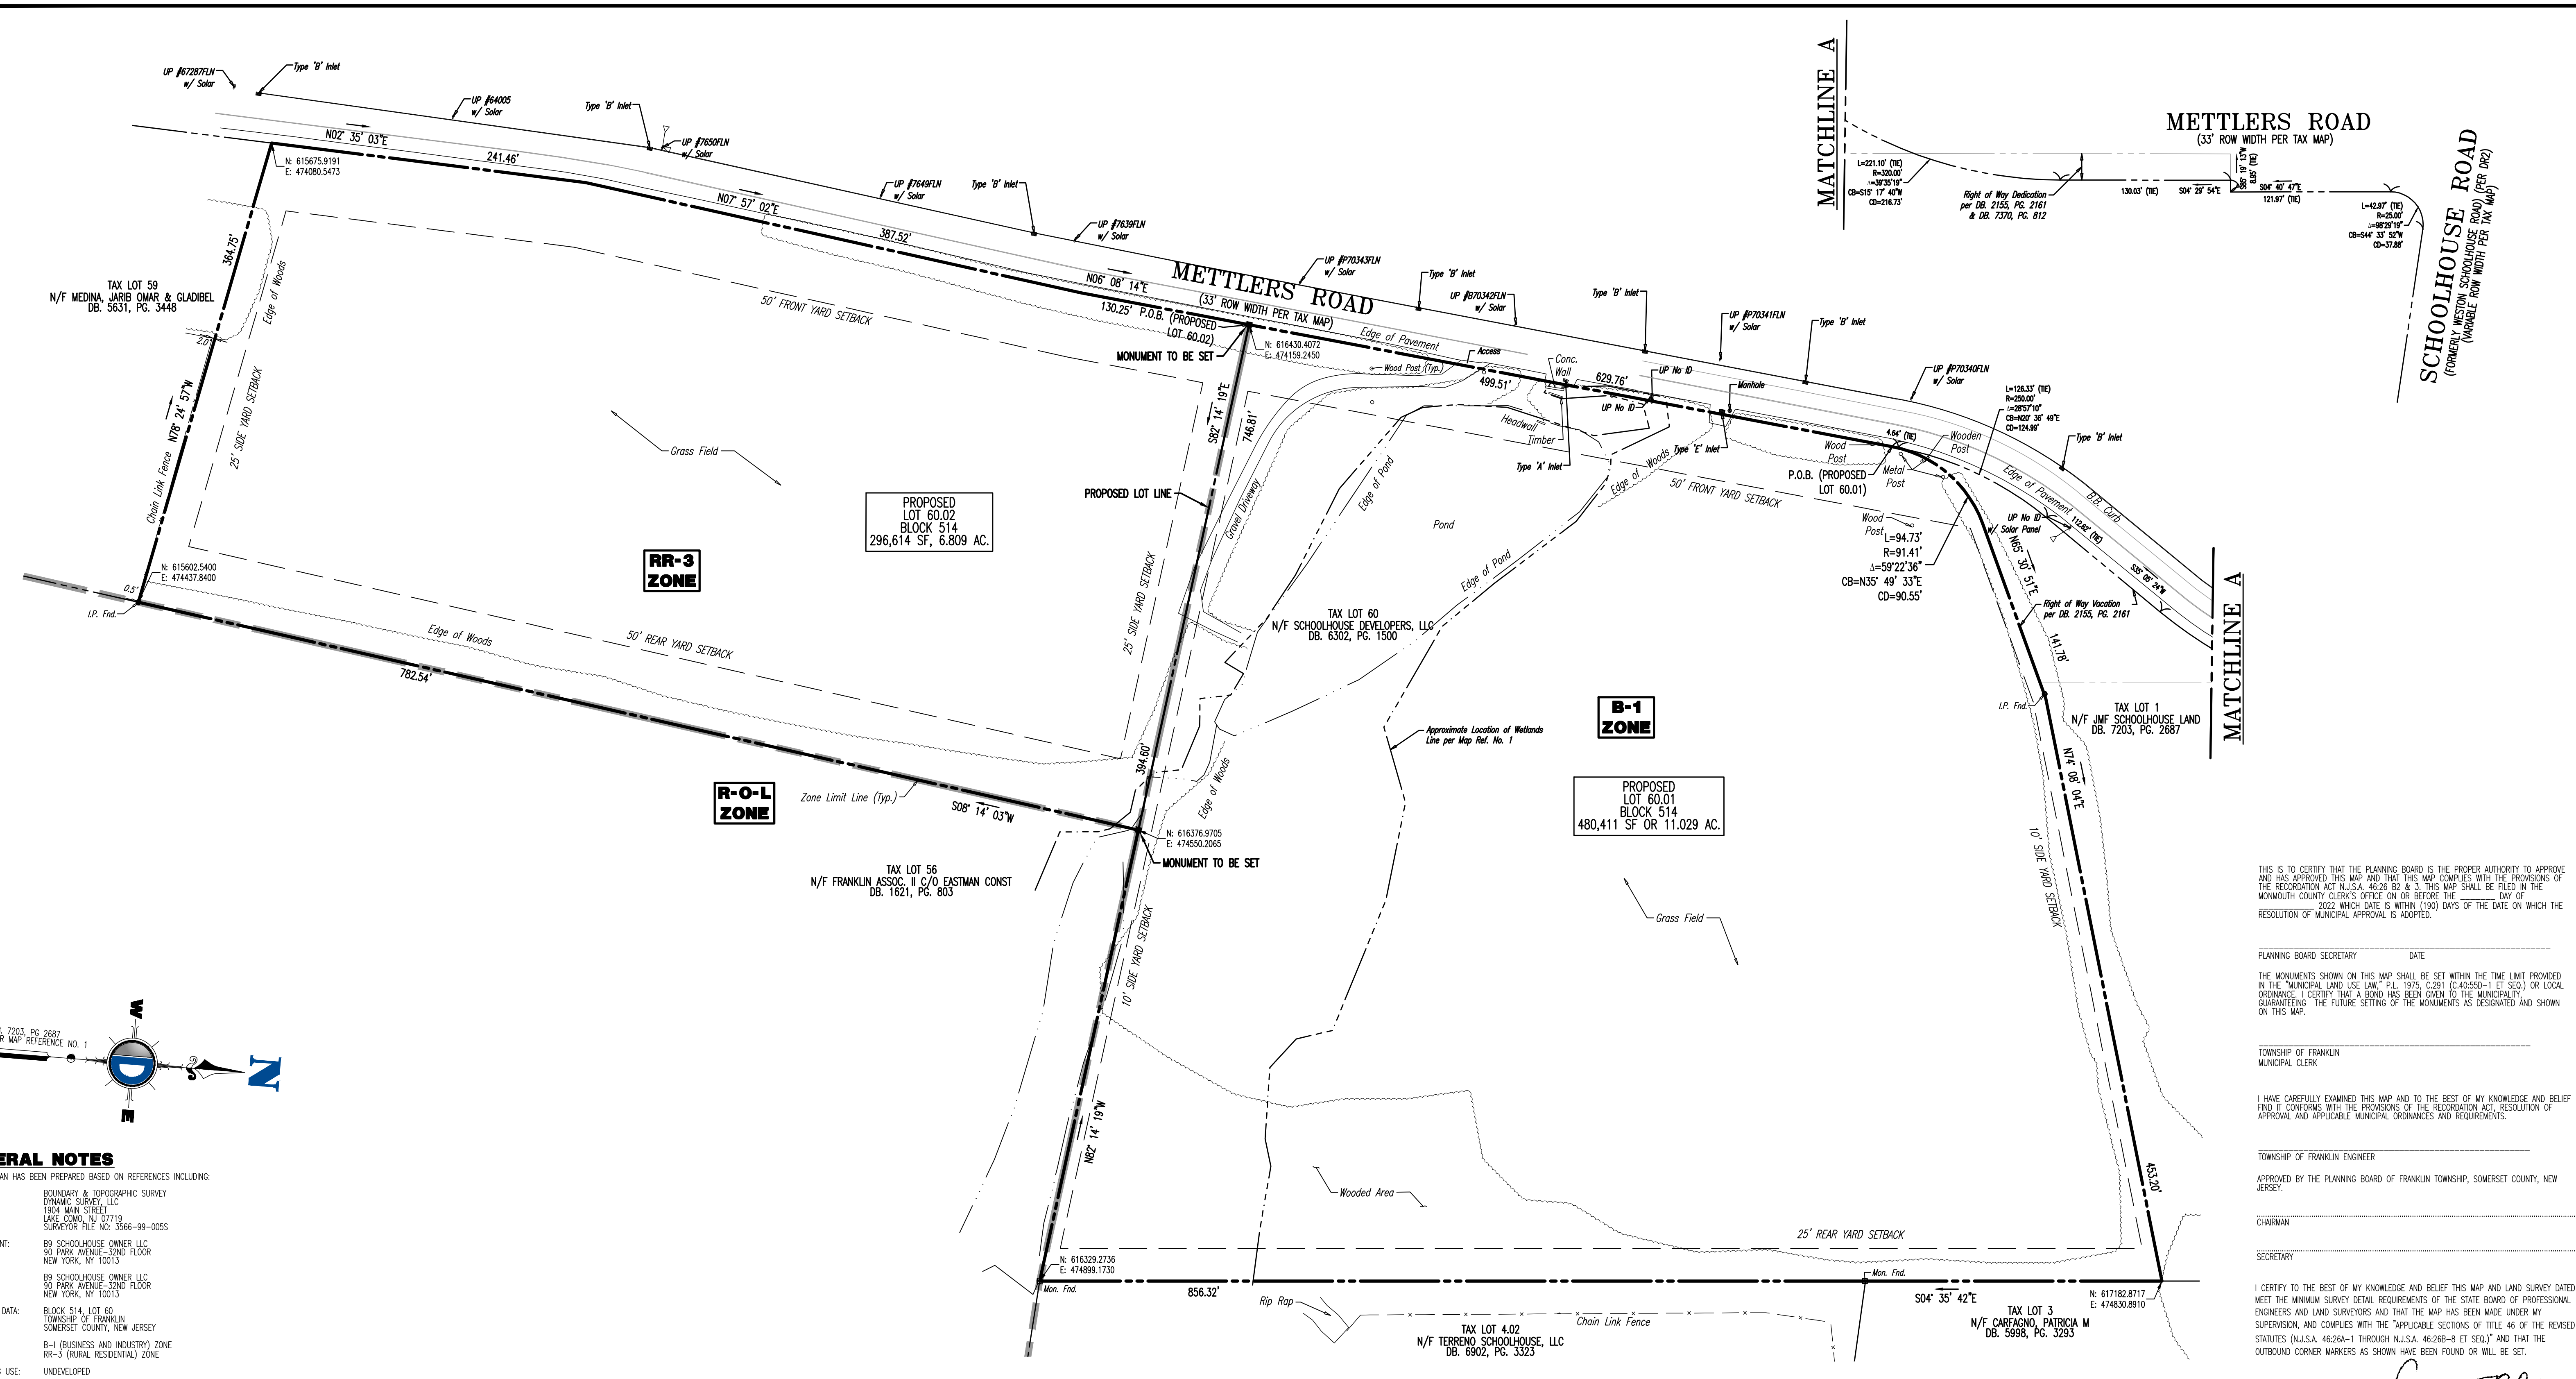 UP #67287FLN
w/ Solar
Type 'B' Inlet
UP #64005
w/ Solar
Type 'B' Inlet
UP #7650FLN
w/ Solar
N02° 35' 03"E
241.46'
N: 615675.9191
E: 474080.5473
UP #7649FLN
w/ Solar
Type 'B' Inlet
N07° 57' 02"E
387.52'
UP #7639FLN
w/ Solar
UP #P70343FLN
w/ Solar
Type 'B' Inlet
UP #B70342FLN
w/ Solar
Type 'B' Inlet
UP #P70341FLN
w/ Solar
Type 'B' Inlet
UP #P70340FLN
w/ Solar
METTLERS ROAD
(33' ROW WIDTH PER TAX MAP)
N06° 08' 14"E
130.25'
P.O.B. (PROPOSED
LOT 60.02)
MONUMENT TO BE SET
N: 616430.4072
E: 474159.2450
Edge of Pavement
Access
Wood Post (Typ.)
499.51'
Conc.
Wall
629.76'
UP No ID
UP No ID
Manhole
Headwall
Timber
Type 'A' Inlet
Type 'E' Inlet
L=126.33' (TIE)
R=250.00'
Δ=28°57'10"
CB=N20° 36' 49"E
CD=124.99'
4.64' (TIE)
Wooden
Post
Wood
Post
Metal
Post
P.O.B. (PROPOSED
LOT 60.01)
Type 'B' Inlet
Edge of Pavement
B.B. Curb
112.82' (TIE)
S35° 05' 24"W
Wood
Post
UP No ID
w/ Solar Panel
L=94.73'
R=91.41'
Δ=59°22'36"
CB=N35° 49' 33"E
CD=90.55'
N65° 30' 51"E
141.78'
Right of Way Vacation
per DB. 2155, PG. 2161
MATCHLINE A
MATCHLINE A
METTLERS ROAD
(33' ROW WIDTH PER TAX MAP)
L=221.10' (TIE)
R=320.00'
Δ=39°35'19"
CB=S15° 17' 40"W
CD=216.73'
Right of Way Dedication
per DB. 2155, PG. 2161
& DB. 7370, PG. 812
130.03' (TIE)
S04° 29' 54"E
S85° 19' 13"W
8.95' (TIE)
S04° 40' 47"E
121.97' (TIE)
L=42.97' (TIE)
R=25.00'
Δ=98°29'19"
CB=S44° 33' 52"W
CD=37.88'
SCHOOLHOUSE ROAD
(FORMERLY WESTON SCHOOLHOUSE ROAD) (PER DR2)
(VARIABLE ROW WIDTH PER TAX MAP)
TAX LOT 59
N/F MEDINA, JARIB OMAR & GLADIBEL
DB. 5631, PG. 3448
364.75'
Edge of Woods
2.0'
Chain Link Fence
N78° 24' 57"W
25' SIDE YARD SETBACK
50' FRONT YARD SETBACK
Grass Field
PROPOSED
LOT 60.02
BLOCK 514
296,614 SF, 6.809 AC.
RR-3
ZONE
S82° 14' 19"E
746.81'
PROPOSED LOT LINE
Gravel Driveway
Edge of Pond
Pond
Edge of Pond
Edge of Woods
50' FRONT YARD SETBACK
N: 615602.5400
E: 474437.8400
0.5'
I.P. Fnd.
Edge of Woods
50' REAR YARD SETBACK
782.54'
25' SIDE YARD SETBACK
TAX LOT 60
N/F SCHOOLHOUSE DEVELOPERS, LLC
DB. 6302, PG. 1500
394.60'
Edge of Woods
Approximate Location of Wetlands
Line per Map Ref. No. 1
B-1
ZONE
PROPOSED
LOT 60.01
BLOCK 514
480,411 SF OR 11.029 AC.
I.P. Fnd.
TAX LOT 1
N/F JMF SCHOOLHOUSE LAND
DB. 7203, PG. 2687
MATCHLINE A
N74° 08' 04"E
10' SIDE YARD SETBACK
R-O-L
ZONE
Zone Limit Line (Typ.)
S08° 14' 03"W
N: 616376.9705
E: 474550.2065
MONUMENT TO BE SET
TAX LOT 56
N/F FRANKLIN ASSOC. II C/O EASTMAN CONST
DB. 1621, PG. 803
10' SIDE YARD SETBACK
N82° 14' 19"W
Grass Field
Wooded Area
25' REAR YARD SETBACK
453.20'
N: 616329.2736
E: 474899.1730
Mon. Fnd.
856.32'
Mon. Fnd.
S04° 35' 42"E
N: 617182.8717
E: 474830.8910
Rip Rap
Chain Link Fence
TAX LOT 4.02
N/F TERRENO SCHOOLHOUSE, LLC
DB. 6902, PG. 3323
TAX LOT 3
N/F CARFAGNO, PATRICIA M
DB. 5998, PG. 3293
7203, PG 2687
MAP REFERENCE NO. 1
W
D
N
E
ERAL NOTES
AN HAS BEEN PREPARED BASED ON REFERENCES INCLUDING:
BOUNDARY & TOPOGRAPHIC SURVEY
DYNAMIC SURVEY, LLC
1904 MAIN STREET
LAKE COMO, NJ 07719
SURVEYOR FILE NO: 3566-99-005S
NT: B9 SCHOOLHOUSE OWNER LLC
90 PARK AVENUE-32ND FLOOR
NEW YORK, NY 10013
B9 SCHOOLHOUSE OWNER LLC
90 PARK AVENUE-32ND FLOOR
NEW YORK, NY 10013
DATA: BLOCK 514, LOT 60
TOWNSHIP OF FRANKLIN
SOMERSET COUNTY, NEW JERSEY
B-I (BUSINESS AND INDUSTRY) ZONE
RR-3 (RURAL RESIDENTIAL) ZONE
USE: UNDEVELOPED
THIS IS TO CERTIFY THAT THE PLANNING BOARD IS THE PROPER AUTHORITY TO APPROVE
AND HAS APPROVED THIS MAP AND THAT THIS MAP COMPLIES WITH THE PROVISIONS OF
THE RECORDATION ACT N.J.S.A. 46:26 B2 & 3. THIS MAP SHALL BE FILED IN THE
MONMOUTH COUNTY CLERK'S OFFICE ON OR BEFORE THE _______ DAY OF
___________ 2022 WHICH DATE IS WITHIN (190) DAYS OF THE DATE ON WHICH THE
RESOLUTION OF MUNICIPAL APPROVAL IS ADOPTED.
PLANNING BOARD SECRETARY DATE
THE MONUMENTS SHOWN ON THIS MAP SHALL BE SET WITHIN THE TIME LIMIT PROVIDED
IN THE "MUNICIPAL LAND USE LAW," P.L. 1975, C.291 (C.40:55D-1 ET SEQ.) OR LOCAL
ORDINANCE. I CERTIFY THAT A BOND HAS BEEN GIVEN TO THE MUNICIPALITY,
GUARANTEEING THE FUTURE SETTING OF THE MONUMENTS AS DESIGNATED AND SHOWN
ON THIS MAP.
TOWNSHIP OF FRANKLIN
MUNICIPAL CLERK
I HAVE CAREFULLY EXAMINED THIS MAP AND TO THE BEST OF MY KNOWLEDGE AND BELIEF
FIND IT CONFORMS WITH THE PROVISIONS OF THE RECORDATION ACT, RESOLUTION OF
APPROVAL AND APPLICABLE MUNICIPAL ORDINANCES AND REQUIREMENTS.
TOWNSHIP OF FRANKLIN ENGINEER
APPROVED BY THE PLANNING BOARD OF FRANKLIN TOWNSHIP, SOMERSET COUNTY, NEW
JERSEY.
CHAIRMAN
SECRETARY
I CERTIFY TO THE BEST OF MY KNOWLEDGE AND BELIEF THIS MAP AND LAND SURVEY DATED
MEET THE MINIMUM SURVEY DETAIL REQUIREMENTS OF THE STATE BOARD OF PROFESSIONAL
ENGINEERS AND LAND SURVEYORS AND THAT THE MAP HAS BEEN MADE UNDER MY
SUPERVISION, AND COMPLIES WITH THE "APPLICABLE SECTIONS OF TITLE 46 OF THE REVISED
STATUTES (N.J.S.A. 46:26A-1 THROUGH N.J.S.A. 46:26B-8 ET SEQ.)" AND THAT THE
OUTBOUND CORNER MARKERS AS SHOWN HAVE BEEN FOUND OR WILL BE SET.